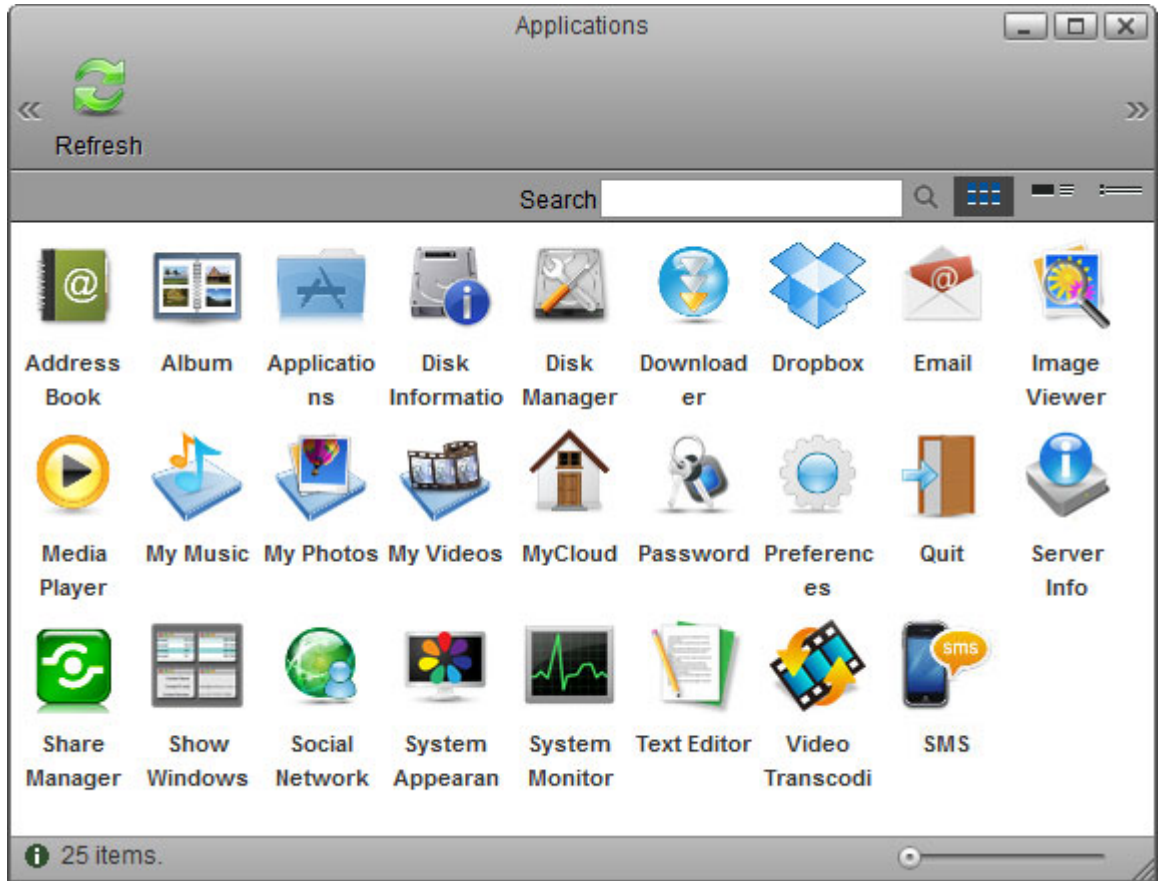 Applications
Refresh
Search
Address Album Applicatio Disk Disk Download Dropbox Email Image
Book ns Informatio Manager er Viewer
Media My Music My Photos My Videos MyCloud Password Preferenc Quit Server
Player es Info
sms
Share Show Social System System Text Editor Video SMS
Manager Windows Network Appearan Monitor Transcodi
25 items.